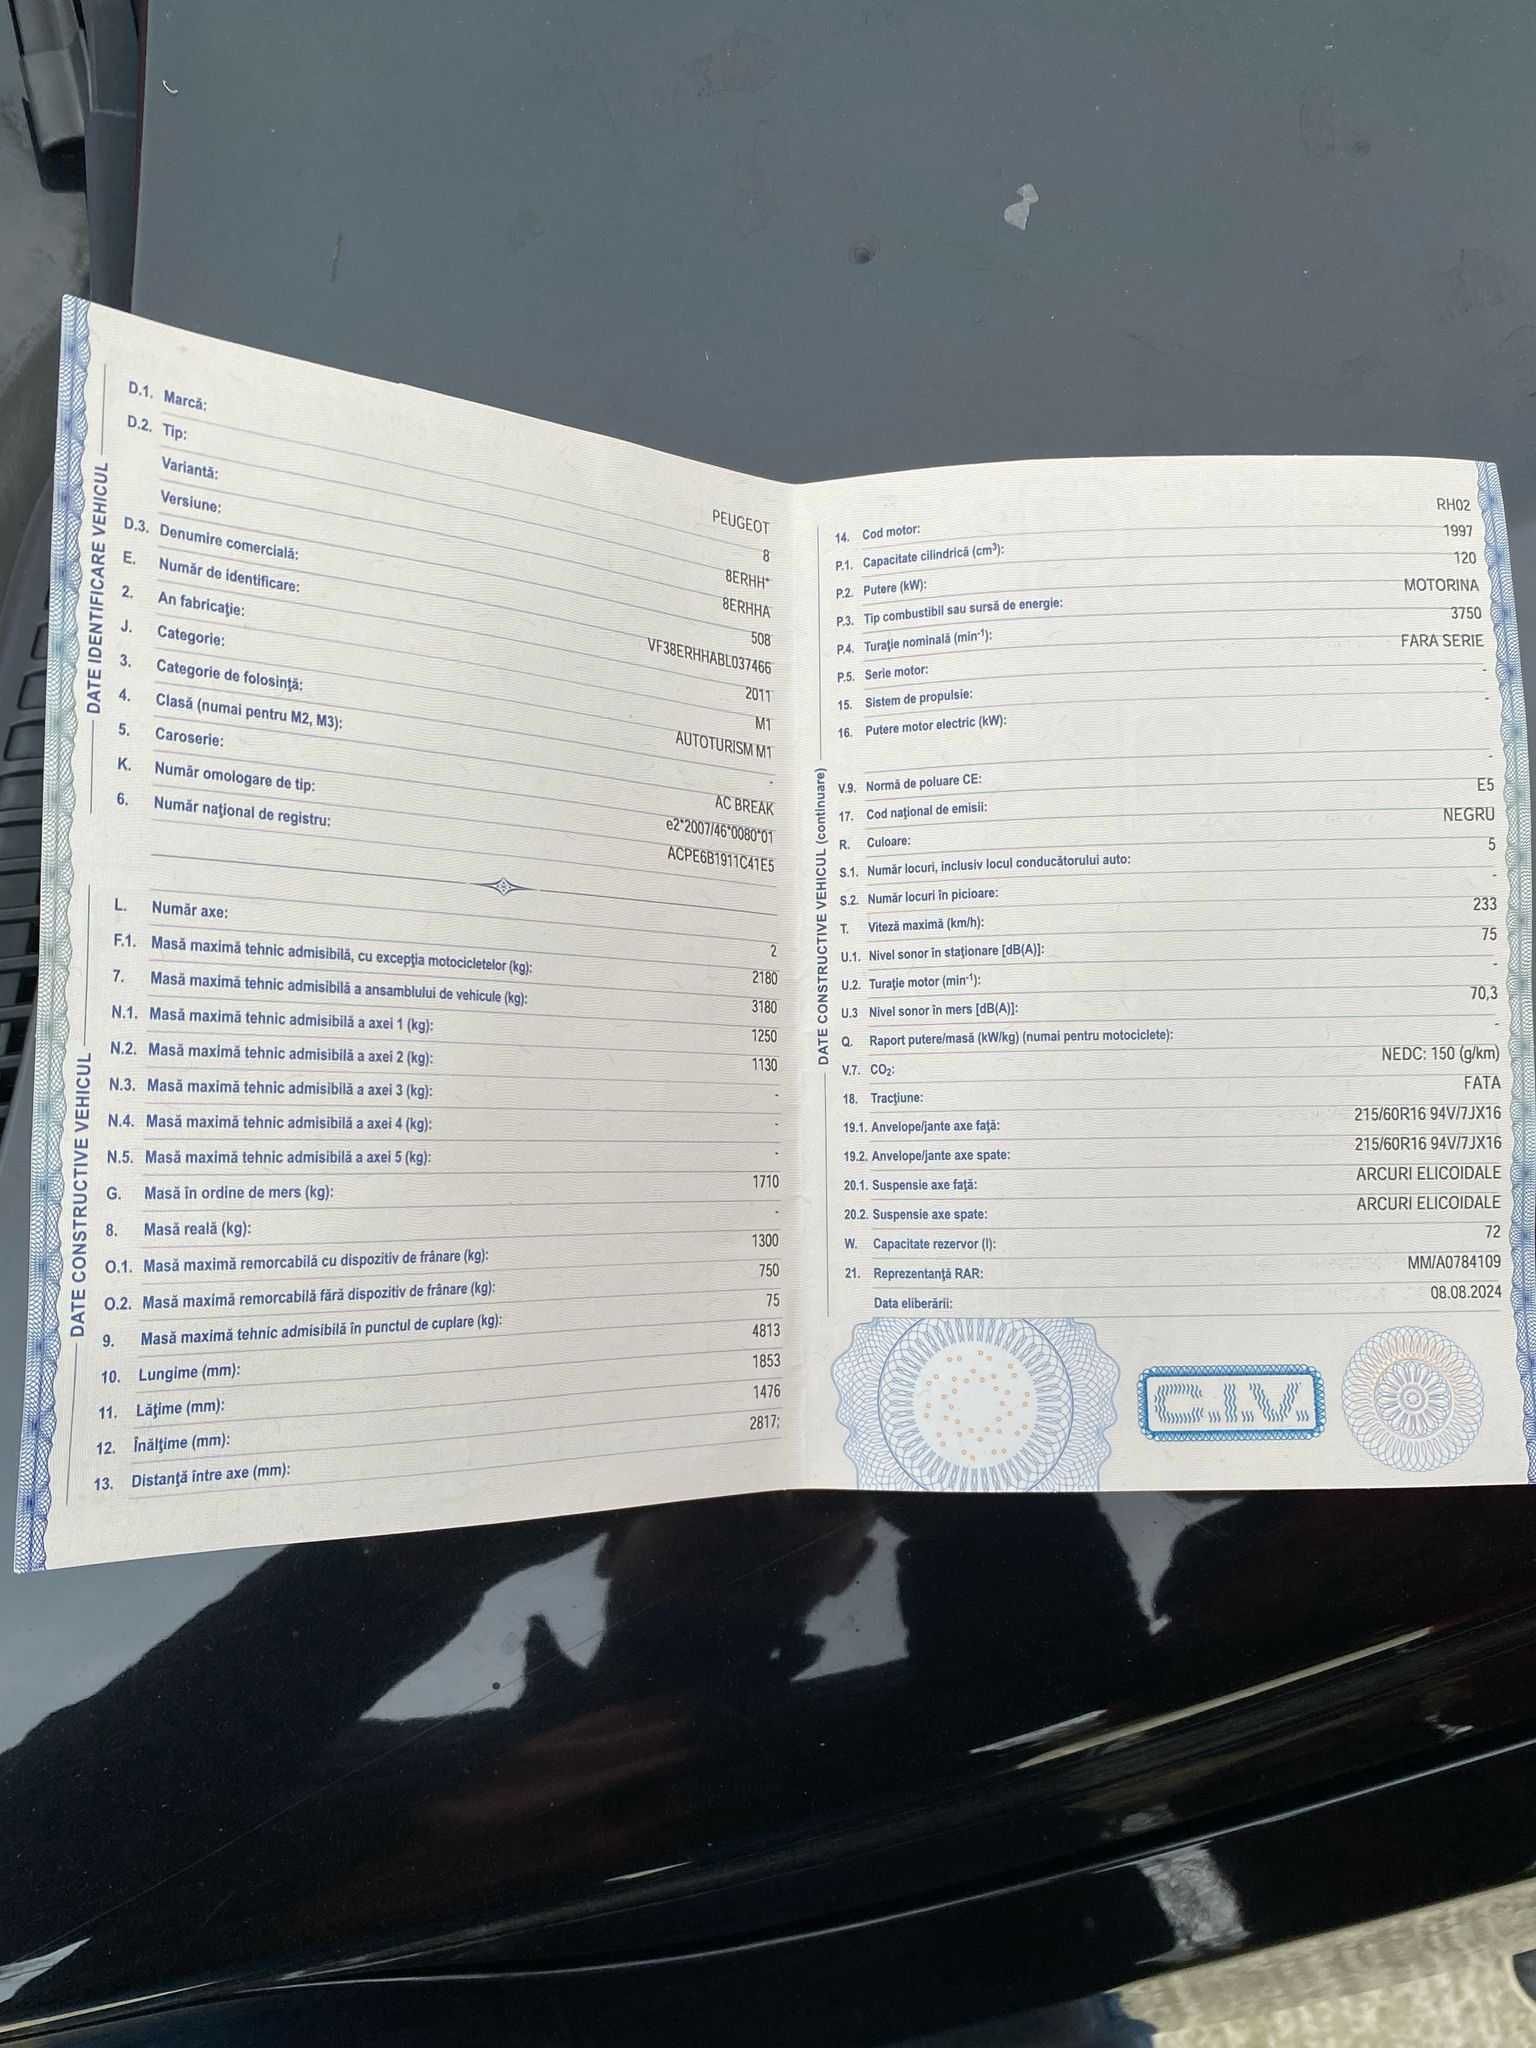 DATE IDENTIFICARE VEHICUL
D.1. Marcă: PEUGEOT
D.2. Tip: 8
Variantă: 8ERHH*
Versiune: 8ERHHA
D.3. Denumire comercială: 508
E. Număr de identificare: VF38ERHHABL037466
2. An fabricaţie: 2011
J. Categorie: M1
3. Categorie de folosinţă: AUTOTURISM M1
4. Clasă (numai pentru M2, M3): -
5. Caroserie: AC BREAK
K. Număr omologare de tip: e2*2007/46*0080*01
6. Număr naţional de registru: ACPE6B1911C41E5
DATE CONSTRUCTIVE VEHICUL
L. Număr axe: 2
F.1. Masă maximă tehnic admisibilă, cu excepţia motocicletelor (kg): 2180
7. Masă maximă tehnic admisibilă a ansamblului de vehicule (kg): 3180
N.1. Masă maximă tehnic admisibilă a axei 1 (kg): 1250
N.2. Masă maximă tehnic admisibilă a axei 2 (kg): 1130
N.3. Masă maximă tehnic admisibilă a axei 3 (kg): -
N.4. Masă maximă tehnic admisibilă a axei 4 (kg): -
N.5. Masă maximă tehnic admisibilă a axei 5 (kg): -
G. Masă în ordine de mers (kg): 1710
8. Masă reală (kg): -
O.1. Masă maximă remorcabilă cu dispozitiv de frânare (kg): 1300
O.2. Masă maximă remorcabilă fără dispozitiv de frânare (kg): 750
9. Masă maximă tehnic admisibilă în punctul de cuplare (kg): 75
10. Lungime (mm): 4813
11. Lăţime (mm): 1853
12. Înălţime (mm): 1476
13. Distanţă între axe (mm): 2817;
DATE CONSTRUCTIVE VEHICUL (continuare)
14. Cod motor: RH02
P.1. Capacitate cilindrică (cm³): 1997
P.2. Putere (kW): 120
P.3. Tip combustibil sau sursă de energie: MOTORINA
P.4. Turaţie nominală (min⁻¹): 3750
P.5. Serie motor: FARA SERIE
15. Sistem de propulsie: -
16. Putere motor electric (kW): -
-
V.9. Normă de poluare CE: E5
17. Cod naţional de emisii:
R. Culoare: NEGRU
S.1. Număr locuri, inclusiv locul conducătorului auto: 5
S.2. Număr locuri în picioare: -
T. Viteză maximă (km/h): 233
U.1. Nivel sonor în staţionare [dB(A)]: 75
U.2. Turaţie motor (min⁻¹): -
U.3 Nivel sonor în mers [dB(A)]: 70,3
Q. Raport putere/masă (kW/kg) (numai pentru motociclete): -
V.7. CO₂: NEDC: 150 (g/km)
18. Tracţiune: FATA
19.1. Anvelope/jante axe faţă: 215/60R16 94V/7JX16
19.2. Anvelope/jante axe spate: 215/60R16 94V/7JX16
20.1. Suspensie axe faţă: ARCURI ELICOIDALE
20.2. Suspensie axe spate: ARCURI ELICOIDALE
W. Capacitate rezervor (l): 72
21. Reprezentanţă RAR: MM/A0784109
Data eliberării: 08.08.2024
C.I.V.